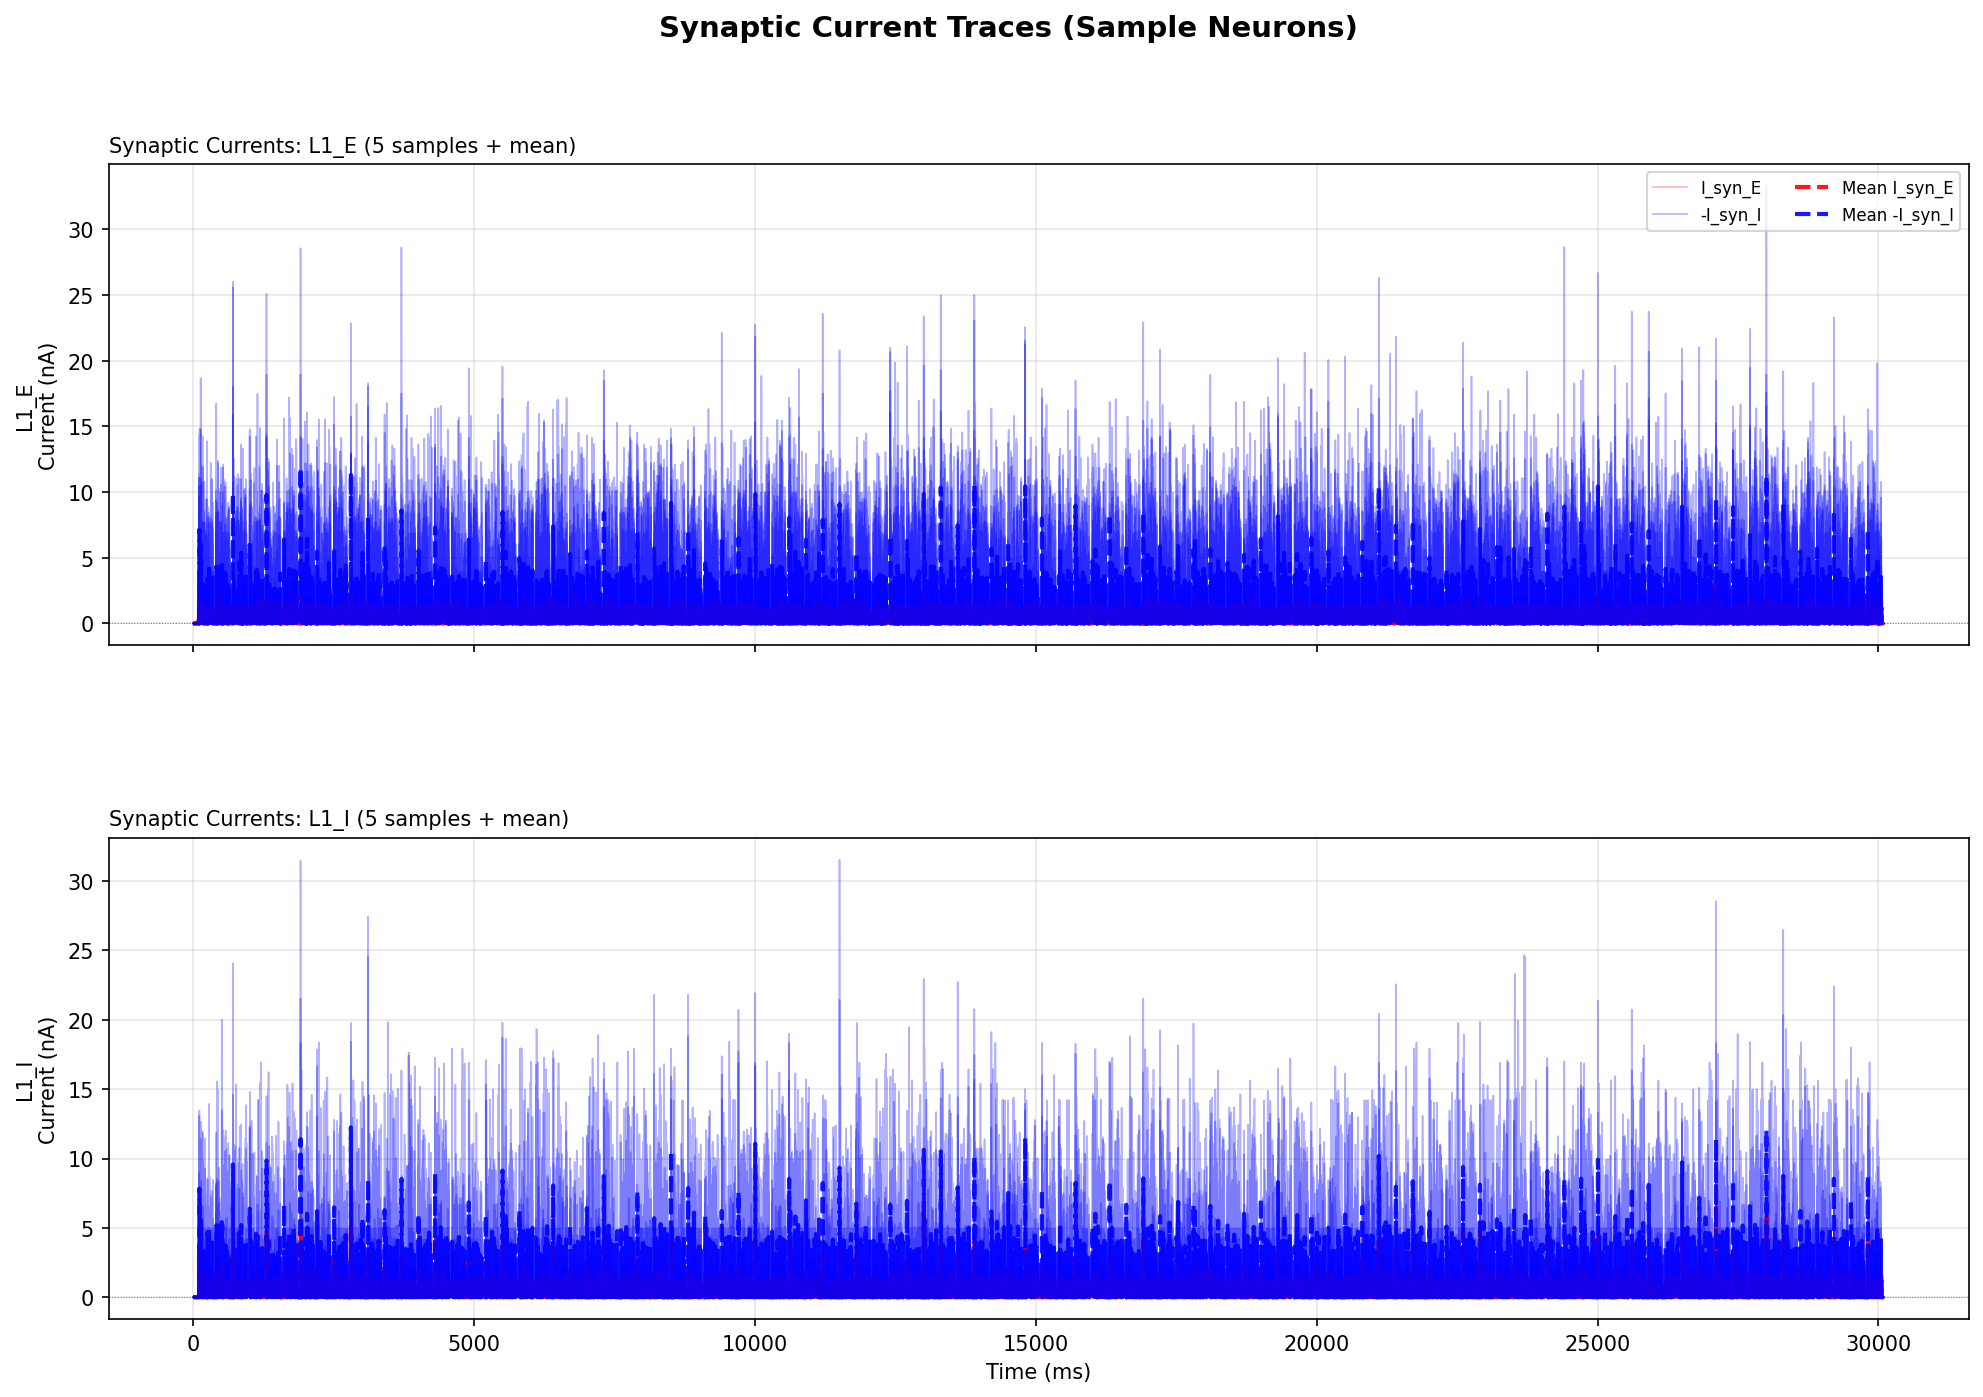 Synaptic Current Traces (Sample Neurons)
Synaptic Currents: L1_E (5 samples + mean)
I_syn_E
-I_syn_I
Mean I_syn_E
Mean -I_syn_I
L1_E
Current (nA)
30
25
20
15
10
5
0
Synaptic Currents: L1_I (5 samples + mean)
L1_I
Current (nA)
30
25
20
15
10
5
0
0 5000 10000 15000 20000 25000 30000
Time (ms)